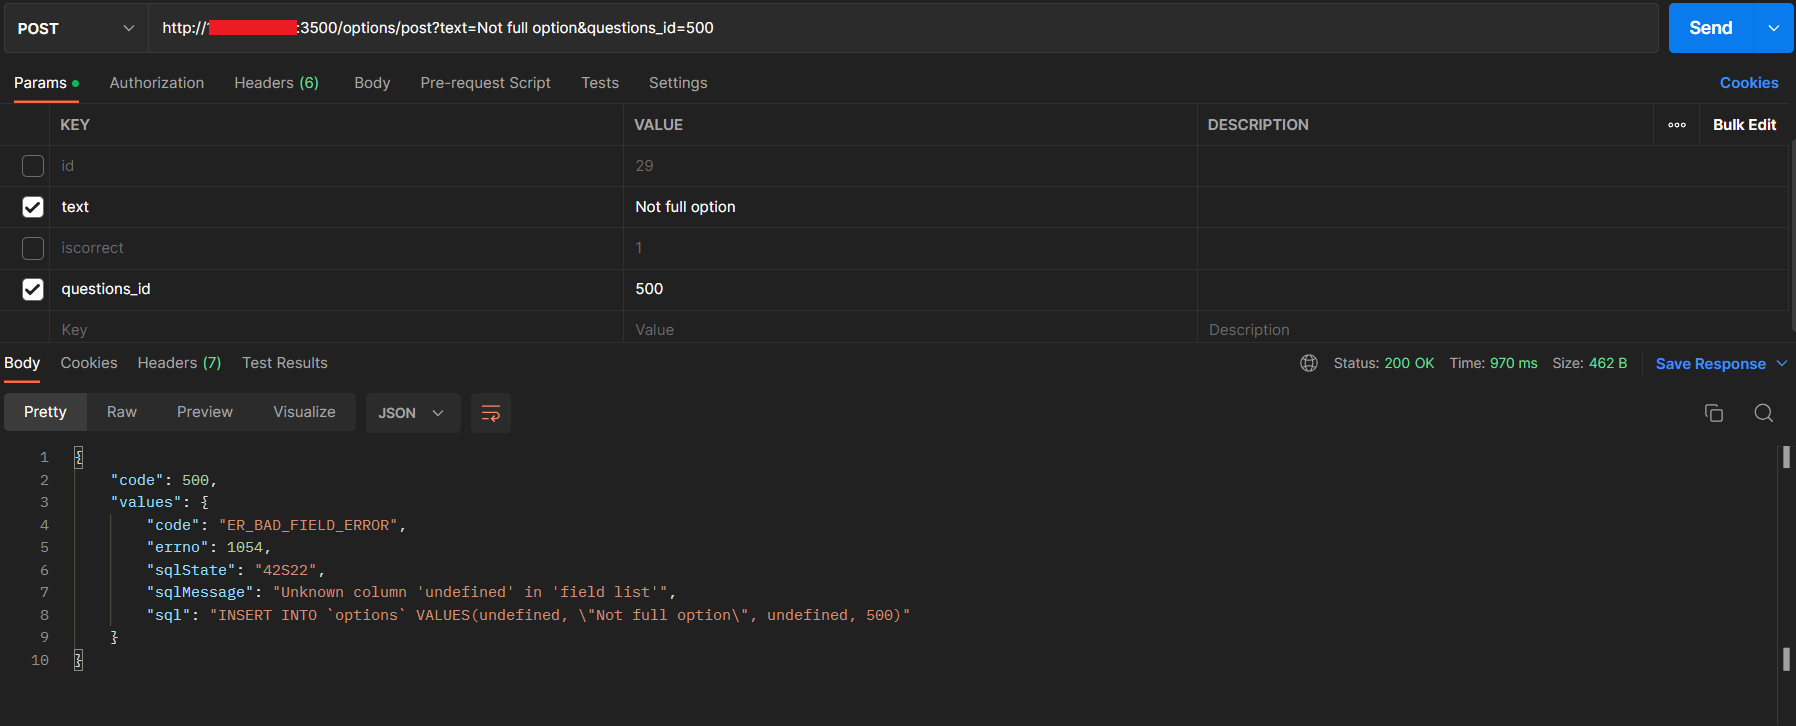 POST http:// :3500/options/post?text=Not full option&questions_id=500 Send
Params Authorization Headers (6) Body Pre-request Script Tests Settings Cookies
KEY VALUE DESCRIPTION ooo Bulk Edit
id 29
text Not full option
iscorrect 1
questions_id 500
Key Value Description
Body Cookies Headers (7) Test Results Status: 200 OK Time: 970 ms Size: 462 B Save Response
Pretty Raw Preview Visualize JSON
1 {
2 "code": 500,
3 "values": {
4 "code": "ER_BAD_FIELD_ERROR",
5 "errno": 1054,
6 "sqlState": "42S22",
7 "sqlMessage": "Unknown column 'undefined' in 'field list'",
8 "sql": "INSERT INTO `options` VALUES(undefined, \"Not full option\", undefined, 500)"
9 }
10 }